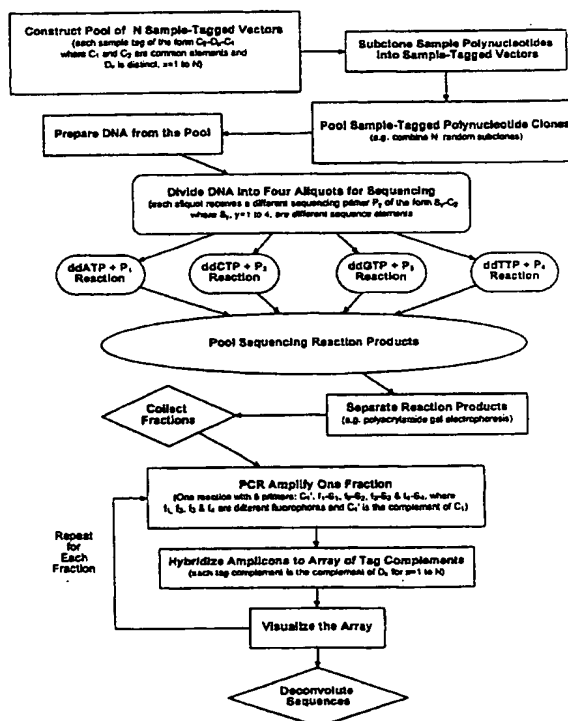 Construct Pool of N Sample-Tagged Vectors
(each sample tag of the form C₂-Dₓ-C₁
where C₁ and C₂ are common elements and
Dₓ is distinct, x=1 to N)
Subclone Sample Polynucleotides
Into Sample-Tagged Vectors
Prepare DNA from the Pool
Pool Sample-Tagged Polynucleotide Clones
(e.g. combine N random subclones)
Divide DNA Into Four Aliquots for Sequencing
(each aliquot receives a different sequencing primer Pᵧ of the form Sᵧ-C₂
where Sᵧ, y=1 to 4, are different sequence elements
ddATP + P₁
Reaction
ddCTP + P₂
Reaction
ddGTP + P₃
Reaction
ddTTP + P₄
Reaction
Pool Sequencing Reaction Products
Collect
Fractions
Separate Reaction Products
(e.g. polyacrylamide gel electrophoresis)
PCR Amplify One Fraction
(One reaction with 5 primers: C₁', f₁-S₁, f₂-S₂, f₃-S₃ & f₄-S₄, where
f₁, f₂, f₃ & f₄ are different fluorophores and C₁' is the complement of C₁)
Repeat
for
Each
Fraction
Hybridize Amplicons to Array of Tag Complements
(each tag complement is the complement of Dₓ for x=1 to N)
Visualize the Array
Deconvolute
Sequences